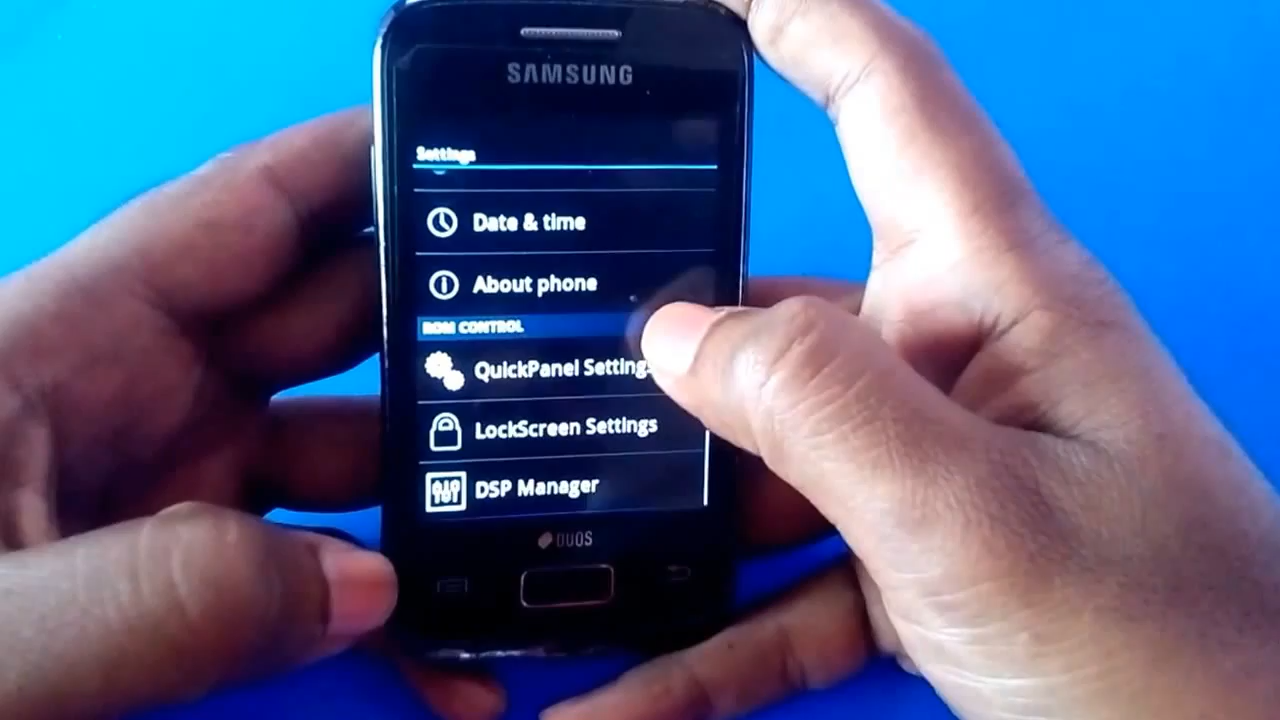 SAMSUNG
Settings
Date & time
About phone
ROM CONTROL
QuickPanel Settings
LockScreen Settings
DSP Manager
DUOS